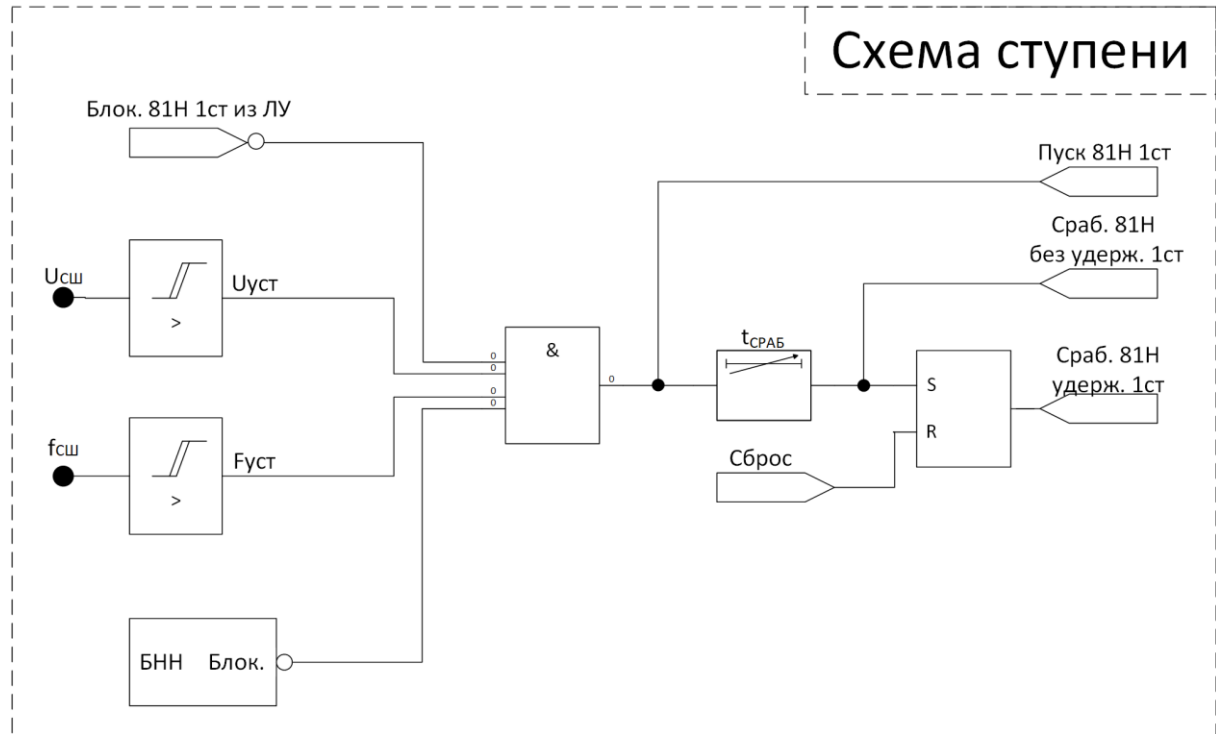 Схема ступени
Блок. 81Н 1ст из ЛУ
Пуск 81Н 1ст
Сраб. 81Н
без удерж. 1ст
Uсш
Uуст
>
&
0
0
0
0
0
tСРАБ
Сраб. 81Н
удерж. 1ст
S
R
fсш
Fуст
>
Сброс
БНН Блок.